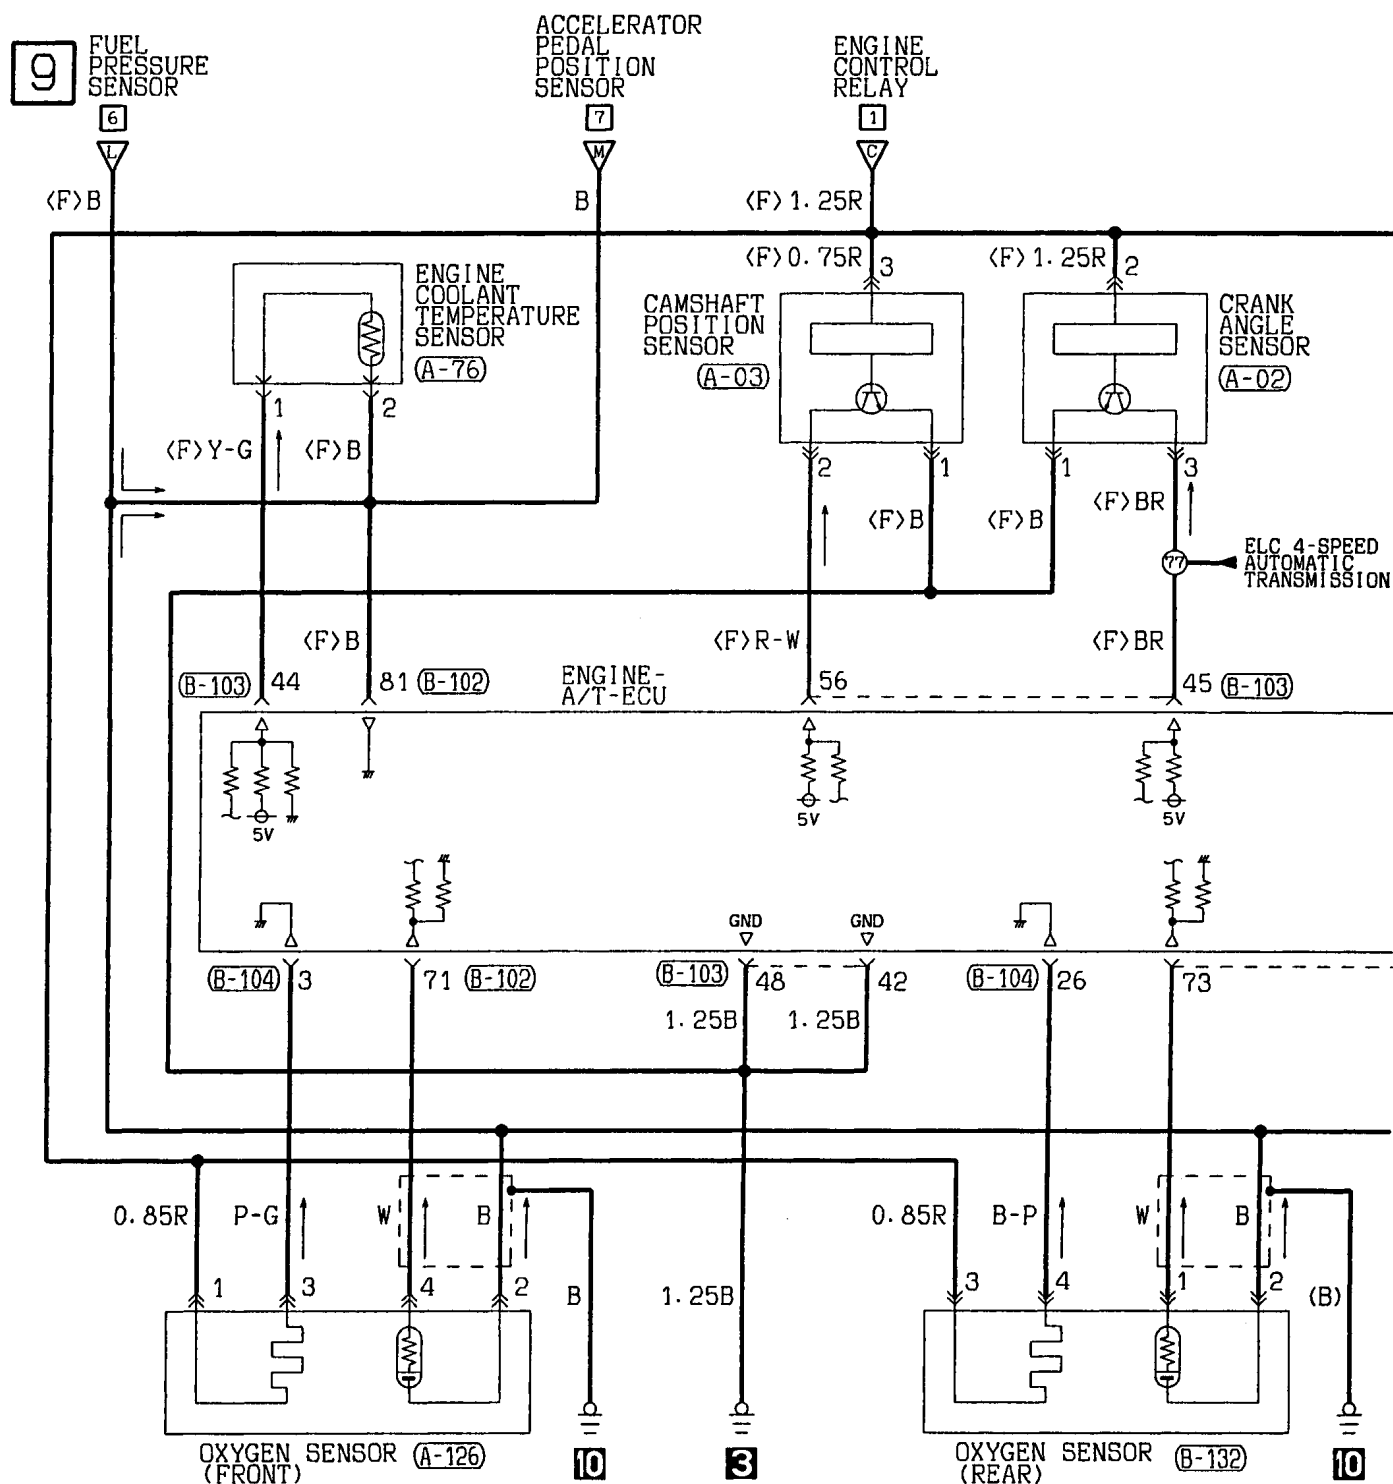 9
FUEL
PRESSURE
SENSOR
6
L
ACCELERATOR
PEDAL
POSITION
SENSOR
7
M
ENGINE
CONTROL
RELAY
1
C
<F>B
B
<F>1.25R
<F>0.75R
3
<F>1.25R
2
ENGINE
COOLANT
TEMPERATURE
SENSOR
A-76
CAMSHAFT
POSITION
SENSOR
A-03
CRANK
ANGLE
SENSOR
A-02
1
2
2
1
1
3
<F>Y-G
<F>B
<F>B
<F>B
<F>BR
77
ELC 4-SPEED
AUTOMATIC
TRANSMISSION
<F>B
<F>R-W
<F>BR
B-103
44
81
B-102
ENGINE-
A/T-ECU
56
45
B-103
5V
5V
5V
GND
GND
B-104
3
71
B-102
B-103
48
42
B-104
26
73
1.25B
1.25B
0.85R
P-G
W
B
0.85R
B-P
W
B
1
3
4
2
B
1.25B
3
4
1
2
(B)
OXYGEN SENSOR
(FRONT)
A-126
10
3
OXYGEN SENSOR
(REAR)
B-132
10